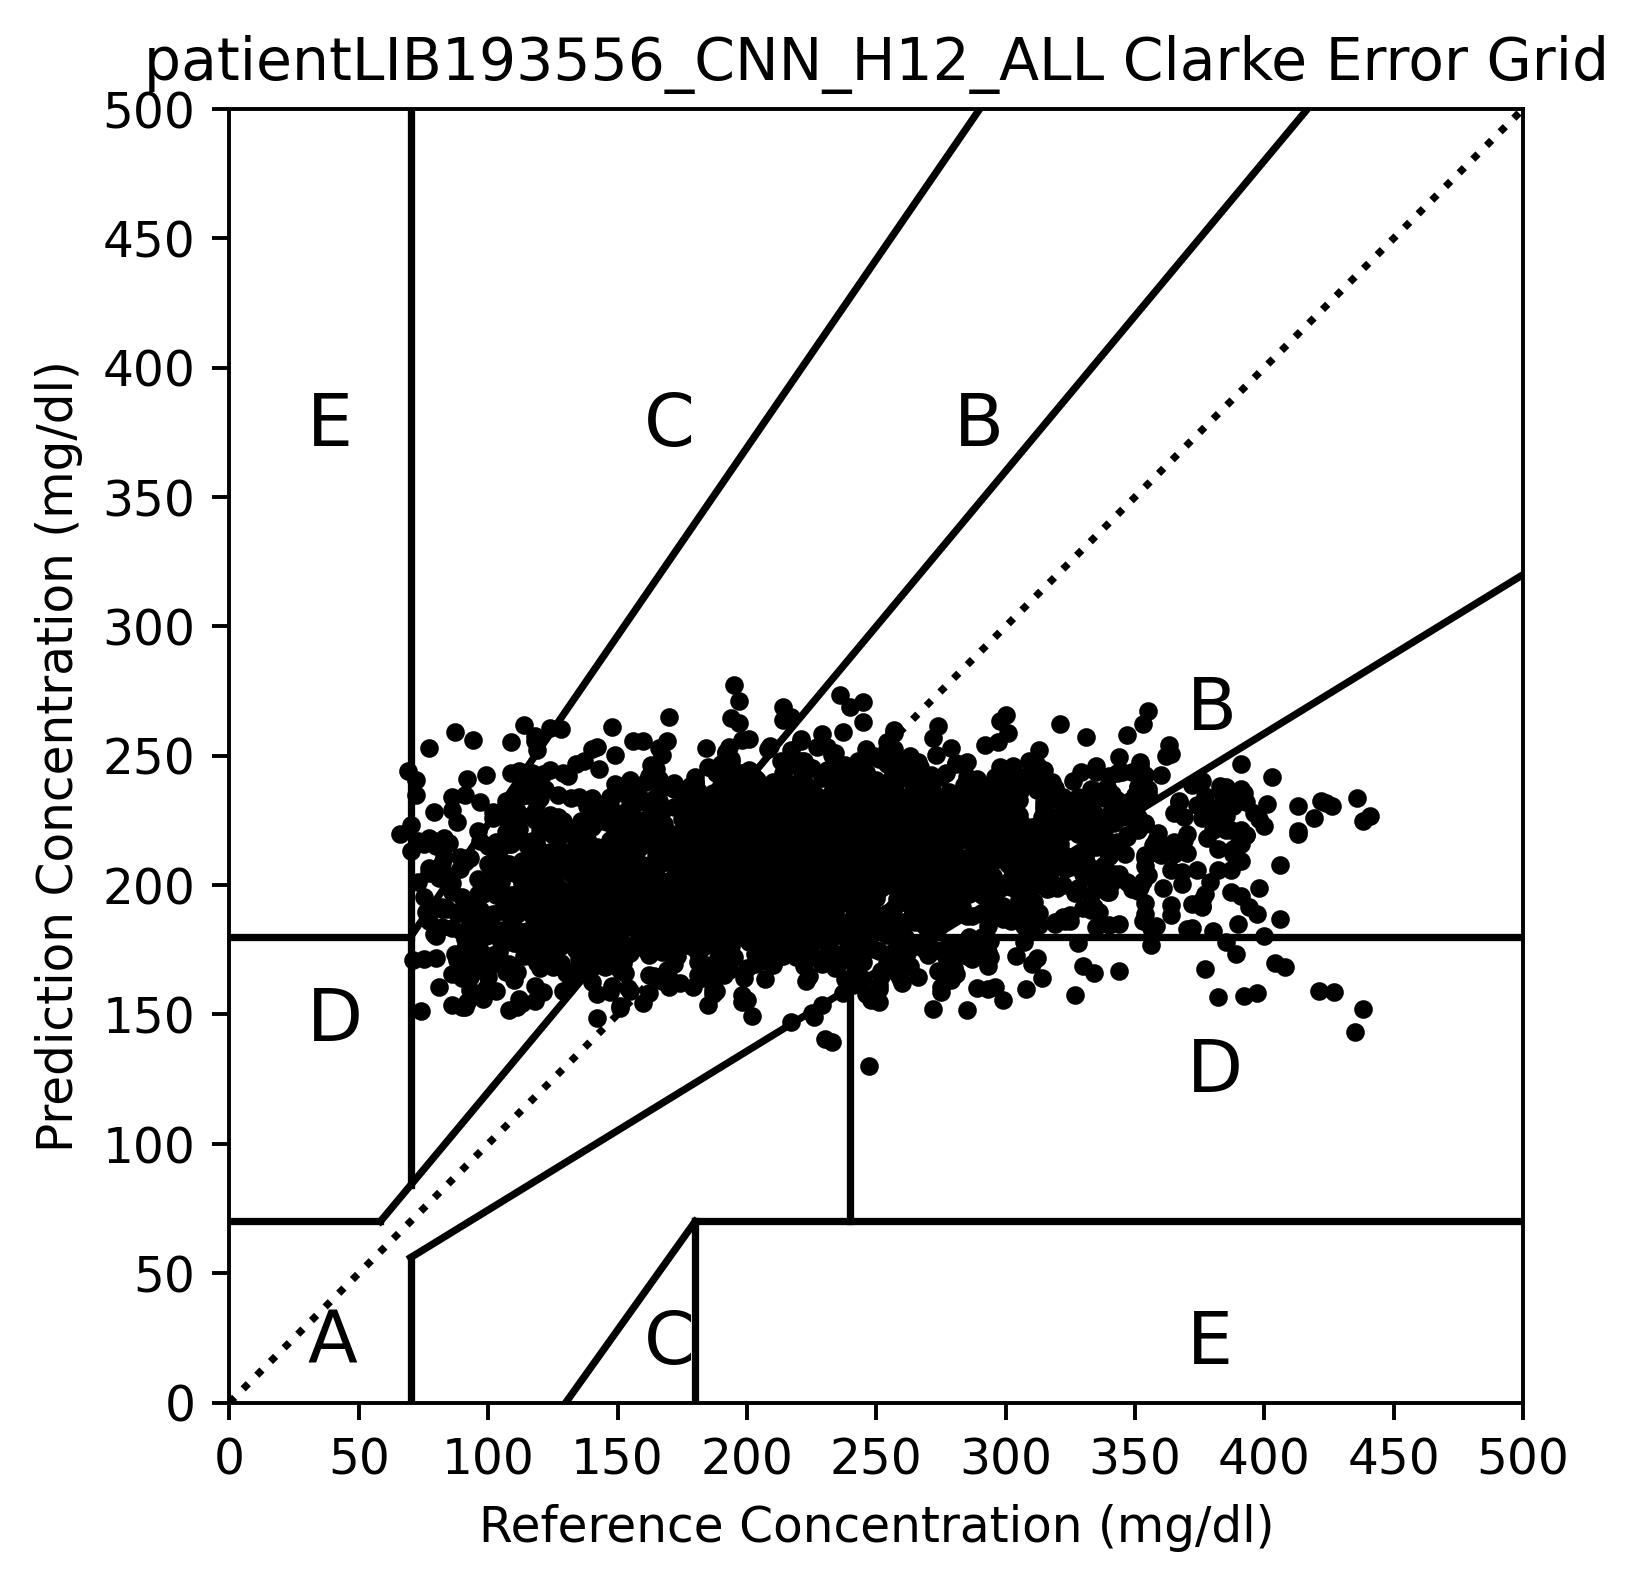 patientLIB193556_CNN_H12_ALL Clarke Error Grid
500
450
400
350
300
250
200
150
100
50
0
Prediction Concentration (mg/dl)
E
C
B
B
D
D
A
C
E
0 50 100 150 200 250 300 350 400 450 500
Reference Concentration (mg/dl)